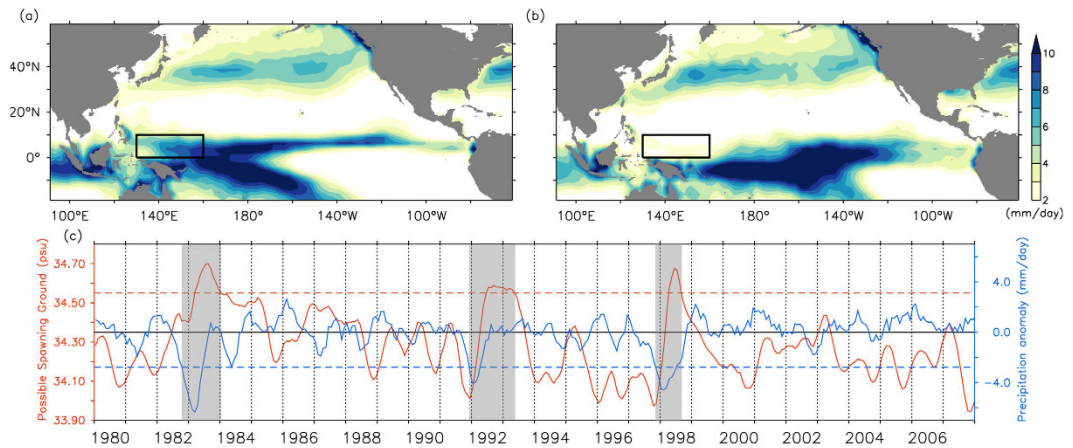 (a)
(b)
40°N
20°N
0°
100°E 140°E 180° 140°W 100°W
100°E 140°E 180° 140°W 100°W
10
8
6
4
2
(mm/day)
(c)
Possible Spawning Ground (psu)
34.70
34.50
34.30
34.10
33.90
4.0
0.0
−4.0
Precipitation anomaly (mm/day)
1980 1982 1984 1986 1988 1990 1992 1994 1996 1998 2000 2002 2004 2006